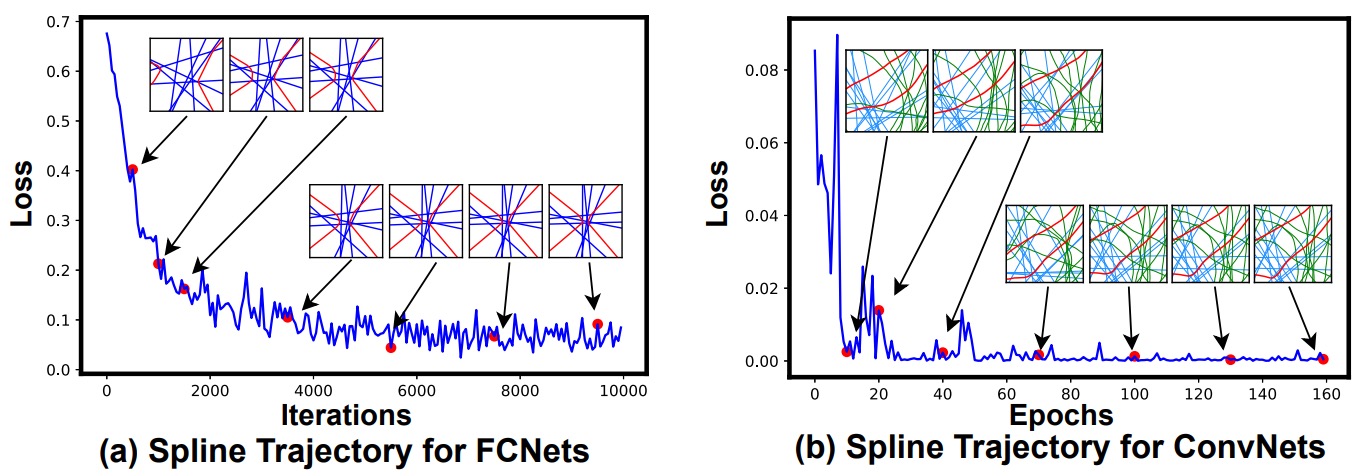 0.7
0.6
0.5
0.4
0.3
0.2
0.1
0.0
Loss
0 2000 4000 6000 8000 10000
Iterations
(a) Spline Trajectory for FCNets
0.08
0.06
0.04
0.02
0.00
Loss
0 20 40 60 80 100 120 140 160
Epochs
(b) Spline Trajectory for ConvNets